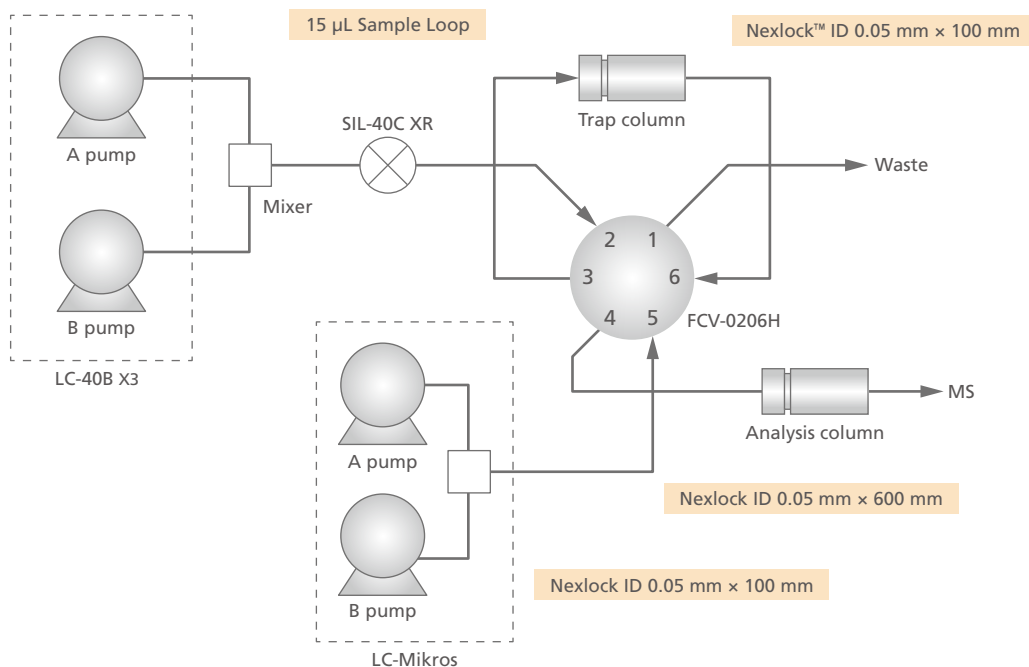 15 µL Sample Loop
Nexlock™ ID 0.05 mm × 100 mm
A pump
B pump
LC-40B X3
Mixer
SIL-40C XR
Trap column
Waste
2
1
3
6
4
5
FCV-0206H
MS
Analysis column
A pump
B pump
LC-Mikros
Nexlock ID 0.05 mm × 600 mm
Nexlock ID 0.05 mm × 100 mm